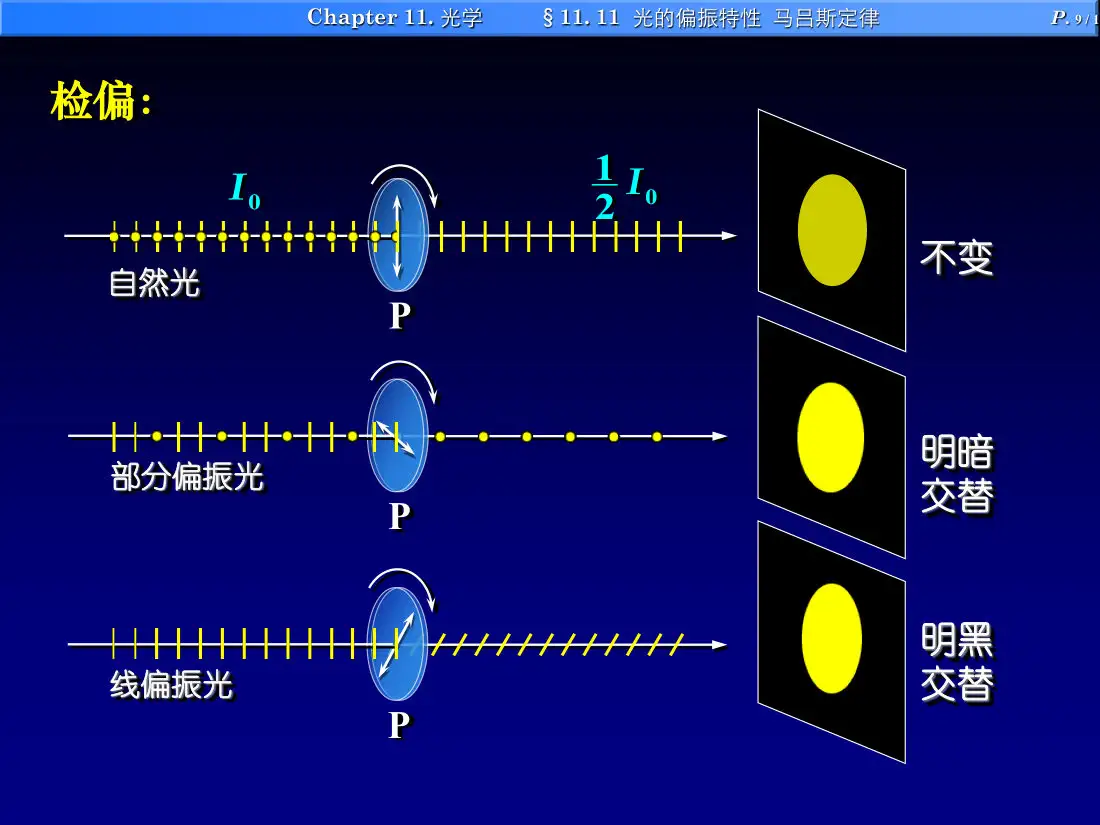 Chapter 11. 光学 § 11. 11 光的偏振特性 马吕斯定律 P. 9 / 1
检偏：
I₀
½ I₀
自然光
P
不变
部分偏振光
P
明暗
交替
线偏振光
P
明黑
交替